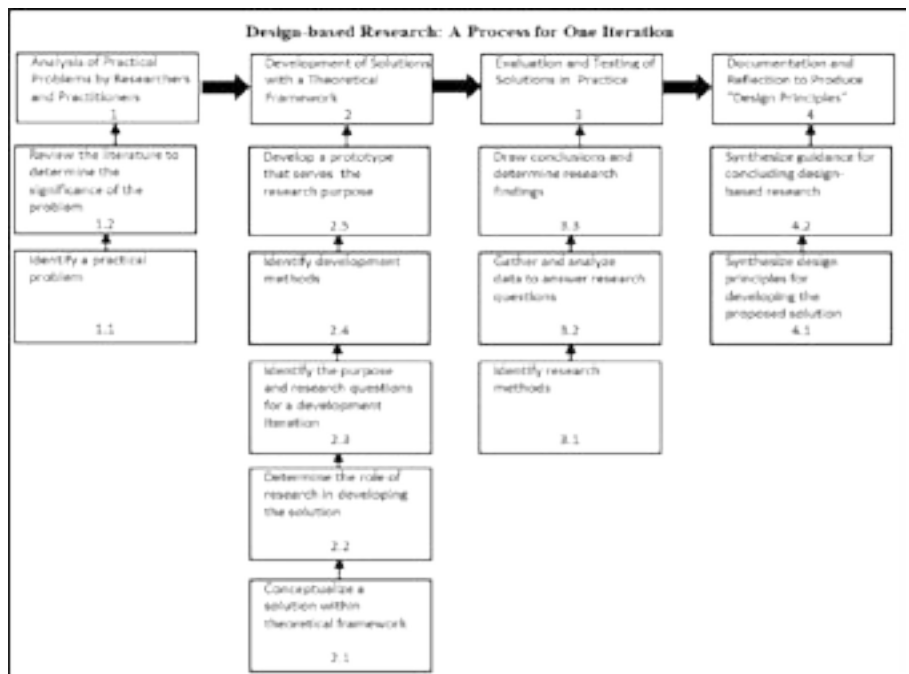 Design-based Research: A Process for One Iteration
Analysis of Practical
Problems by Researchers
and Practitioners
1
Development of Solutions
with a Theoretical
Framework
2
Evaluation and Testing of
Solutions in Practice
3
Documentation and
Reflection to Produce
"Design Principles"
4
Review the literature to
determine the
significance of the
problem
1.2
Identify a practical
problem
1.1
Develop a prototype
that serves the
research purpose
2.5
Identify development
methods
2.4
Identify the purpose
and research questions
for a development
iteration
2.3
Determine the role of
research in developing
the solution
2.2
Conceptualize a
solution within
theoretical framework
2.1
Draw conclusions and
determine research
findings
3.3
Gather and analyze
data to answer research
questions
3.2
Identify research
methods
3.1
Synthesize guidance for
concluding design-
based research
4.2
Synthesize design
principles for
developing the
proposed solution
4.1